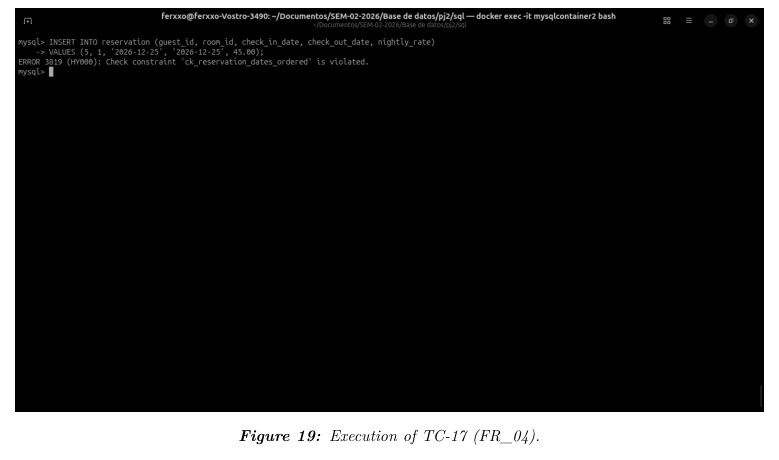 ferxxo@ferxxo-Vostro-3490: ~/Documentos/SEM-02-2026/Base de datos/pj2/sql — docker exec -it mysqlcontainer2 bash
~/Documentos/SEM-02-2026/Base de datos/pj2/sql
mysql> INSERT INTO reservation (guest_id, room_id, check_in_date, check_out_date, nightly_rate)
-> VALUES (5, 1, '2026-12-25', '2026-12-25', 45.00);
ERROR 3819 (HY000): Check constraint 'ck_reservation_dates_ordered' is violated.
mysql>
Figure 19: Execution of TC-17 (FR_04).